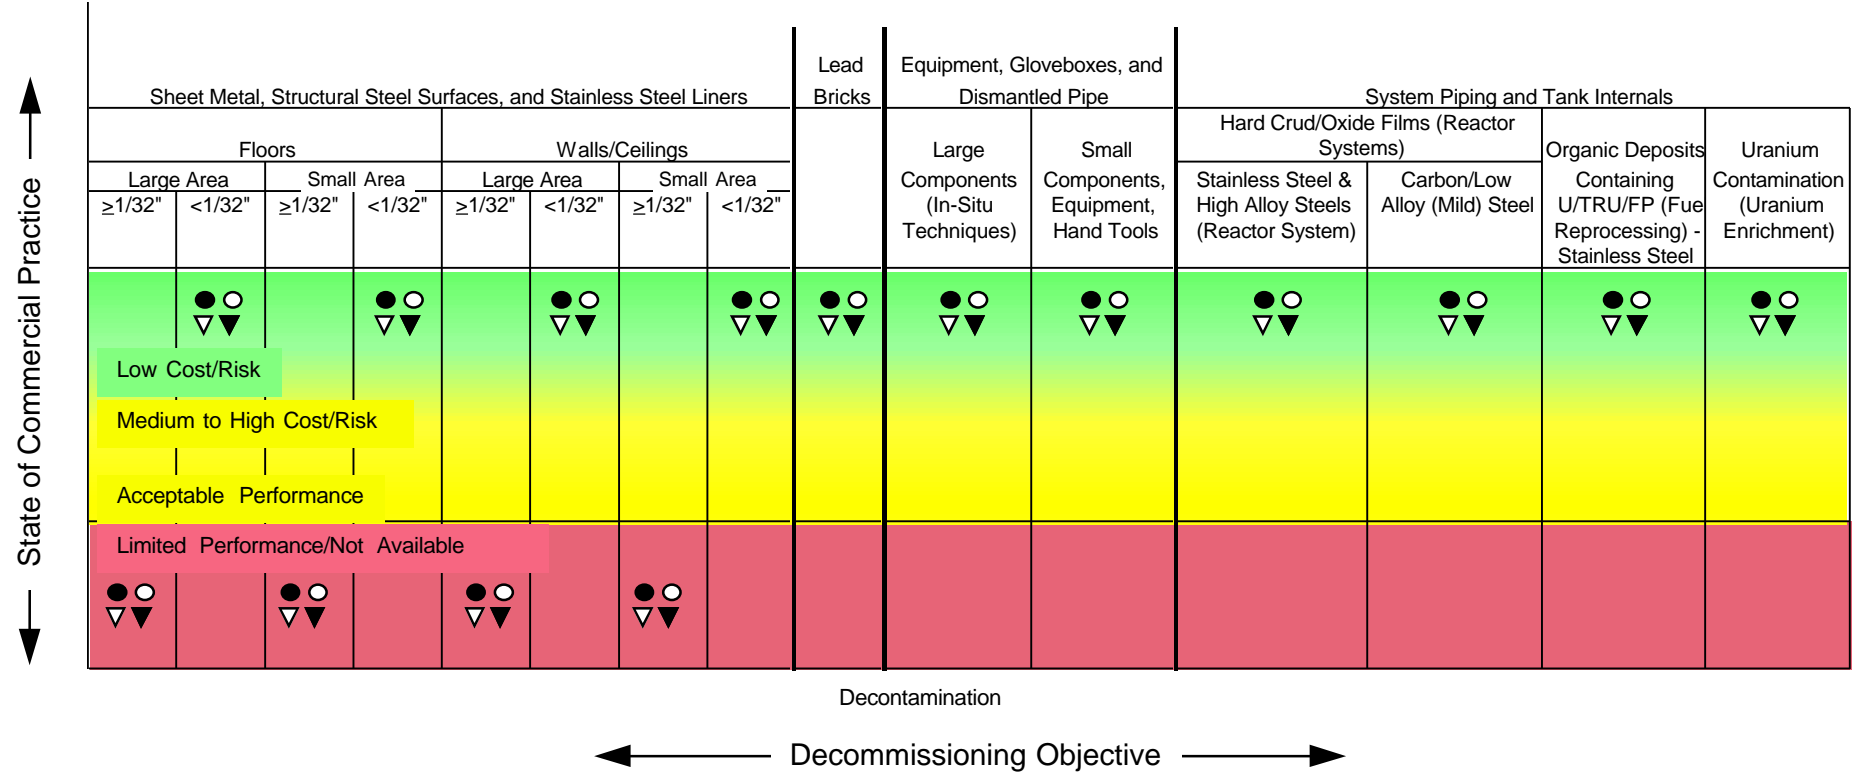 Lead
Equipment, Gloveboxes, and
Sheet Metal, Structural Steel Surfaces, and Stainless Steel Liners
Bricks
Dismantled Pipe
System Piping and Tank Internals
Hard Crud/Oxide Films (Reactor
Systems)
Floors
Walls/Ceilings
Large
Components
(In-Situ
Techniques)
Small
Components,
Equipment,
Hand Tools
Organic Deposits
Containing
U/TRU/FP (Fue
Reprocessing) -
Stainless Steel
Uranium
Contamination
(Uranium
Enrichment)
Large Area
Small Area
Large Area
Small Area
Stainless Steel &
High Alloy Steels
(Reactor System)
Carbon/Low
Alloy (Mild) Steel
≥1/32"
<1/32"
≥1/32"
<1/32"
≥1/32"
<1/32"
≥1/32"
<1/32"
State of Commercial Practice
Low Cost/Risk
Medium to High Cost/Risk
Acceptable Performance
Limited Performance/Not Available
Decontamination
Decommissioning Objective